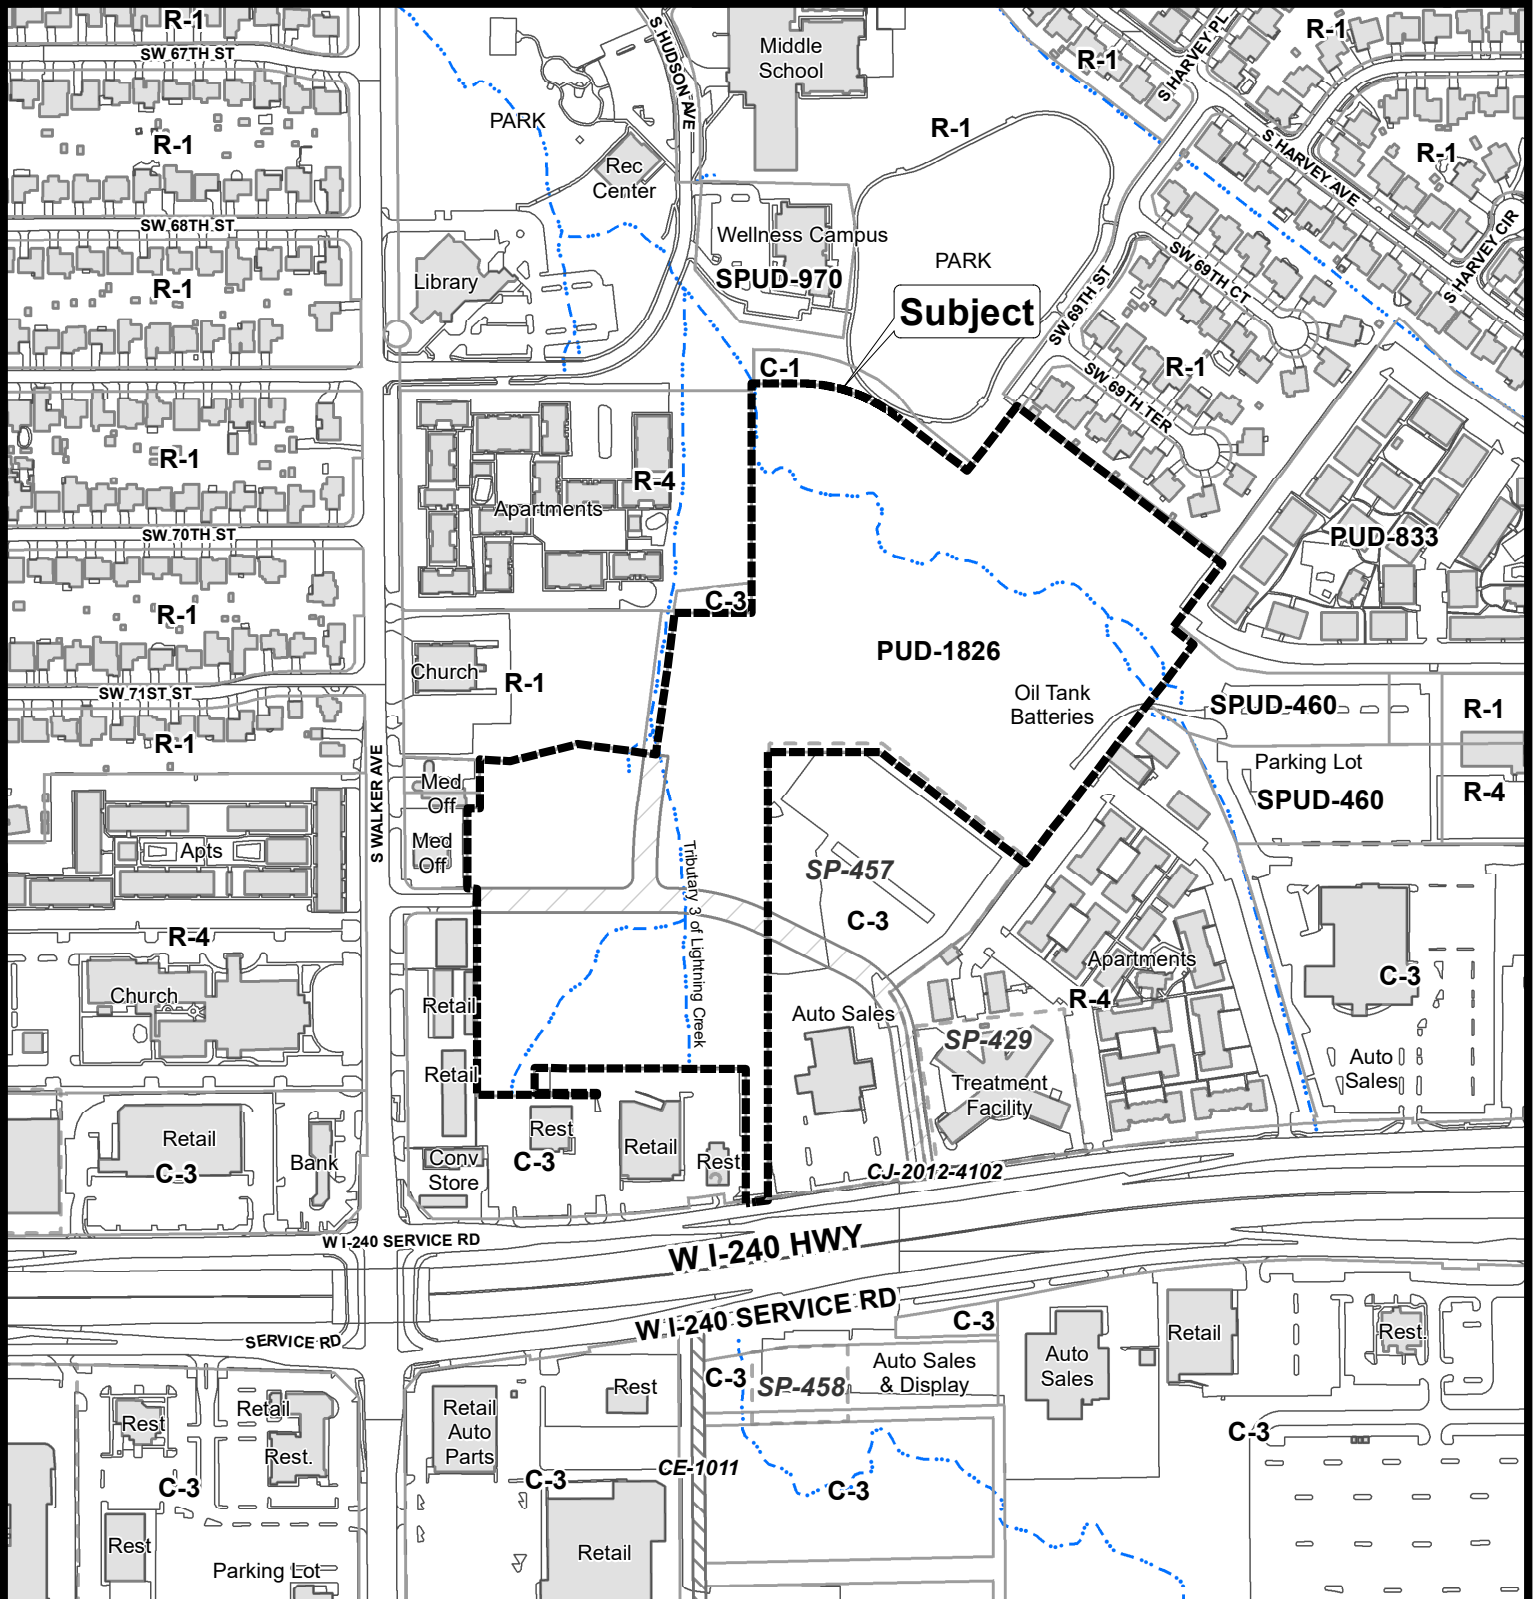 R-1
SW 67TH ST
S HUDSON AVE
Middle
School
R-1
R-1
S HARVEY PL
PARK
R-1
R-1
S HARVEY AVE
R-1
Rec
Center
SW 68TH ST
Wellness Campus
SPUD-970
PARK
SW 69TH CT
S HARVEY CIR
Library
R-1
Subject
SW 69TH ST
C-1
R-1
SW 69TH TER
R-1
R-4
Apartments
SW 70TH ST
PUD-833
C-3
R-1
PUD-1826
Church
R-1
Oil Tank
Batteries
SW 71ST ST
SPUD-460
R-1
R-1
S WALKER AVE
Parking Lot
SPUD-460
R-4
Med
Off
Med
Off
Apts
SP-457
C-3
Tributary 3 of Lightning Creek
R-4
Church
Apartments
R-4
C-3
Retail
Auto Sales
SP-429
Treatment
Facility
Auto
Sales
Retail
Retail
C-3
Bank
Conv
Store
Rest
C-3
Retail
Rest
CJ-2012-4102
W I-240 SERVICE RD
W I-240 HWY
W I-240 SERVICE RD
SERVICE RD
C-3
Retail
Rest.
Auto
Sales
Auto Sales
& Display
C-3
SP-458
Rest
Retail
Auto
Parts
Retail
Rest
Rest.
C-3
CE-1011
C-3
C-3
C-3
Rest
Retail
Parking Lot